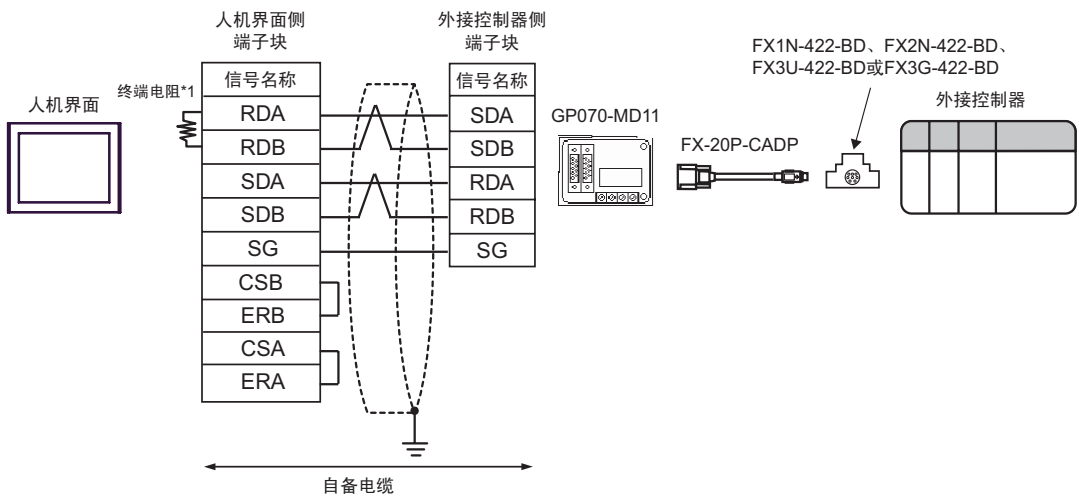 人机界面
终端电阻*1
人机界面侧
端子块
信号名称
RDA
RDB
SDA
SDB
SG
CSB
ERB
CSA
ERA
外接控制器侧
端子块
信号名称
SDA
SDB
RDA
RDB
SG
自备电缆
GP070-MD11
FX-20P-CADP
FX1N-422-BD、FX2N-422-BD、
FX3U-422-BD或FX3G-422-BD
外接控制器